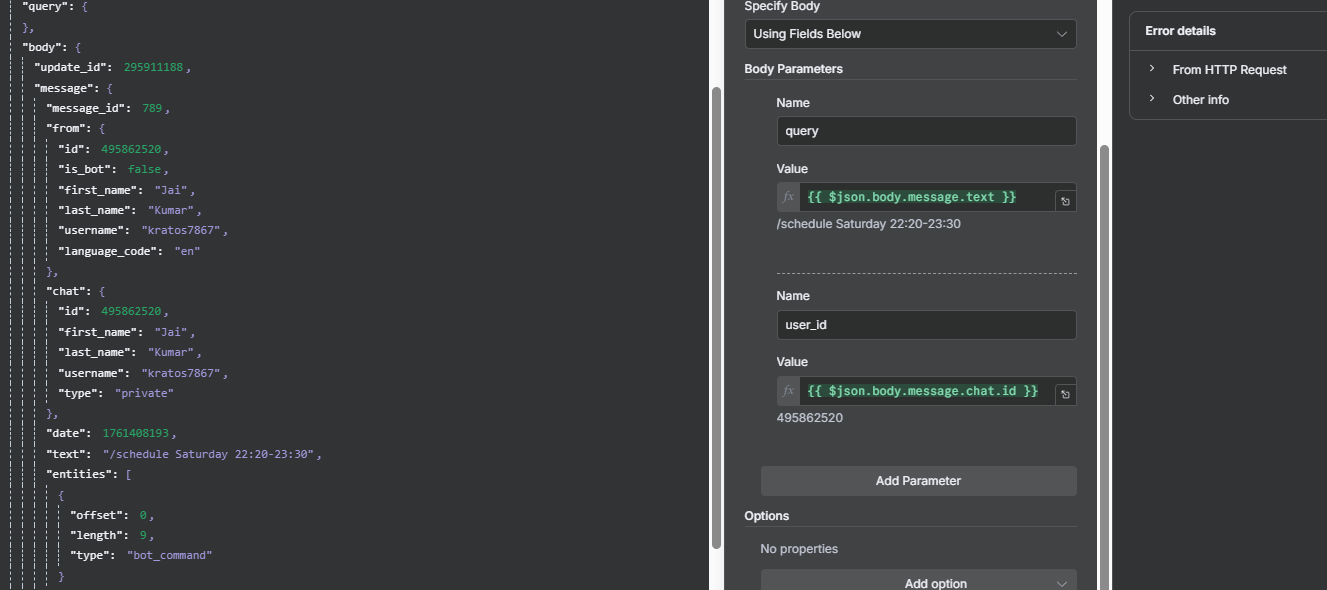 "query": {
},
"body": {
"update_id": 295911188,
"message": {
"message_id": 789,
"from": {
"id": 495862520,
"is_bot": false,
"first_name": "Jai",
"last_name": "Kumar",
"username": "kratos7867",
"language_code": "en"
},
"chat": {
"id": 495862520,
"first_name": "Jai",
"last_name": "Kumar",
"username": "kratos7867",
"type": "private"
},
"date": 1761408193,
"text": "/schedule Saturday 22:20-23:30",
"entities": [
{
"offset": 0,
"length": 9,
"type": "bot_command"
}
Specify Body
Using Fields Below
Body Parameters
Name
query
Value
fx {{ $json.body.message.text }}
/schedule Saturday 22:20-23:30
Name
user_id
Value
fx {{ $json.body.message.chat.id }}
495862520
Add Parameter
Options
No properties
Add option
Error details
From HTTP Request
Other info